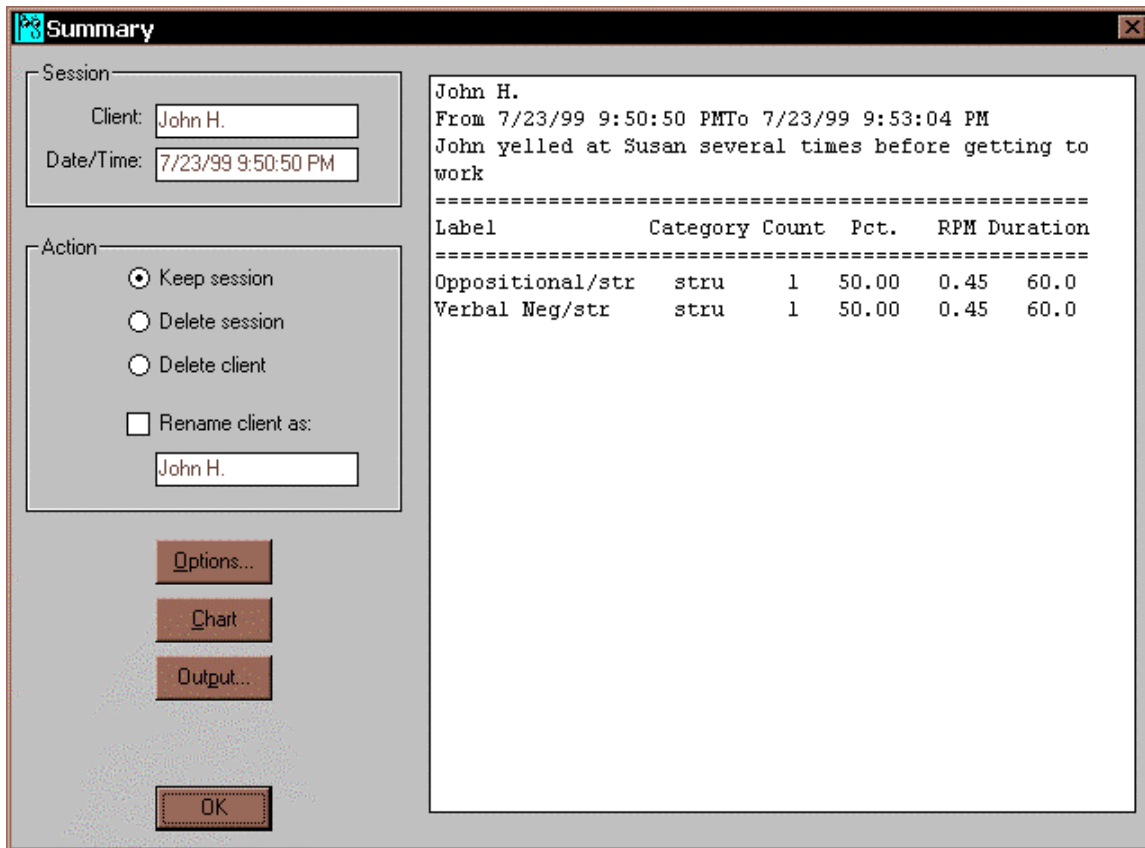 Summary
Session
Client: John H.
Date/Time: 7/23/99 9:50:50 PM
Action
Keep session
Delete session
Delete client
Rename client as:
John H.
Options...
Chart
Output...
OK
John H.
From 7/23/99 9:50:50 PMTo 7/23/99 9:53:04 PM
John yelled at Susan several times before getting to
work
=====================================================
Label Category Count Pct. RPM Duration
=====================================================
Oppositional/str stru 1 50.00 0.45 60.0
Verbal Neg/str stru 1 50.00 0.45 60.0